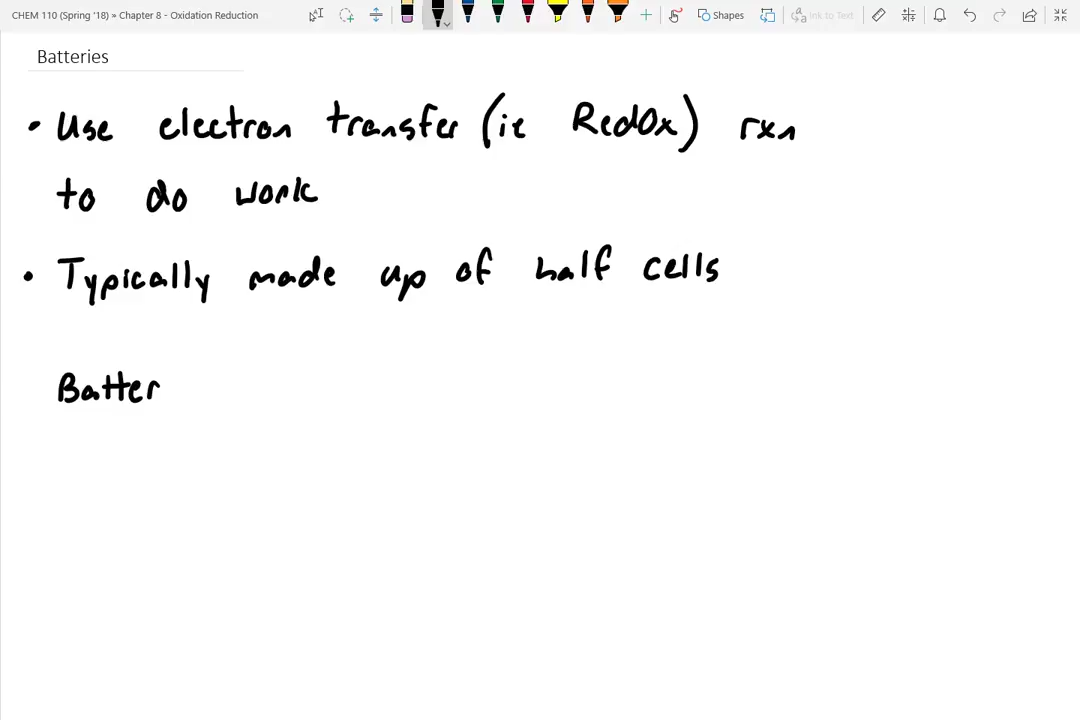 CHEM 110 (Spring '18) » Chapter 8 - Oxidation Reduction
Shapes
Ink to Text
Batteries
• Use electron transfer (ie RedOx) rxn
to do work
• Typically made up of half cells
Batter